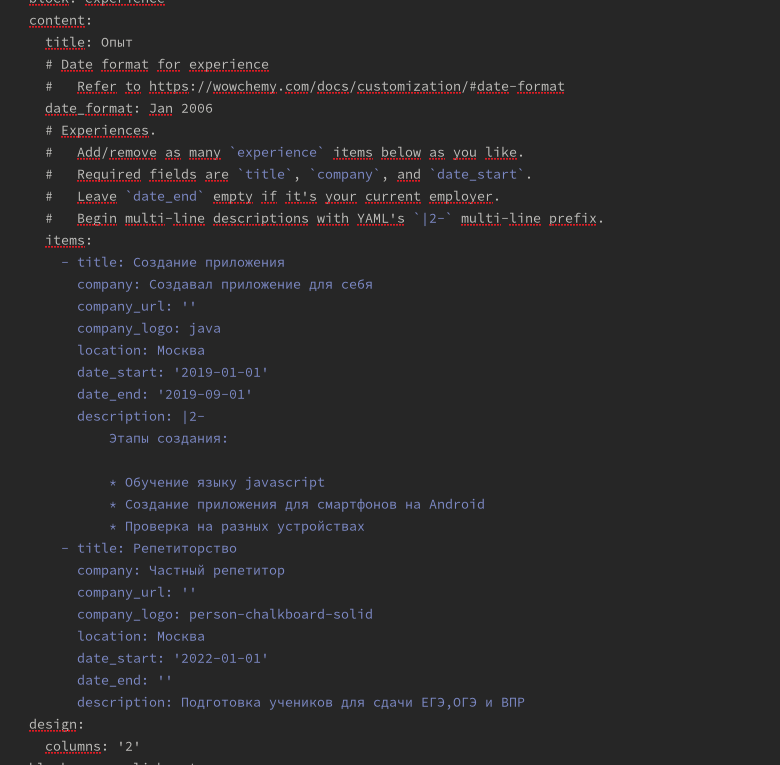 block: experience
content:
title: Опыт
# Date format for experience
#   Refer to https://wowchemy.com/docs/customization/#date-format
date_format: Jan 2006
# Experiences.
#   Add/remove as many `experience` items below as you like.
#   Required fields are `title`, `company`, and `date_start`.
#   Leave `date_end` empty if it's your current employer.
#   Begin multi-line descriptions with YAML's `|2-` multi-line prefix.
items:
- title: Создание приложения
company: Создавал приложение для себя
company_url: ''
company_logo: java
location: Москва
date_start: '2019-01-01'
date_end: '2019-09-01'
description: |2-
Этапы создания:
* Обучение языку javascript
* Создание приложения для смартфонов на Android
* Проверка на разных устройствах
- title: Репетиторство
company: Частный репетитор
company_url: ''
company_logo: person-chalkboard-solid
location: Москва
date_start: '2022-01-01'
date_end: ''
description: Подготовка учеников для сдачи ЕГЭ,ОГЭ и ВПР
design:
columns: '2'